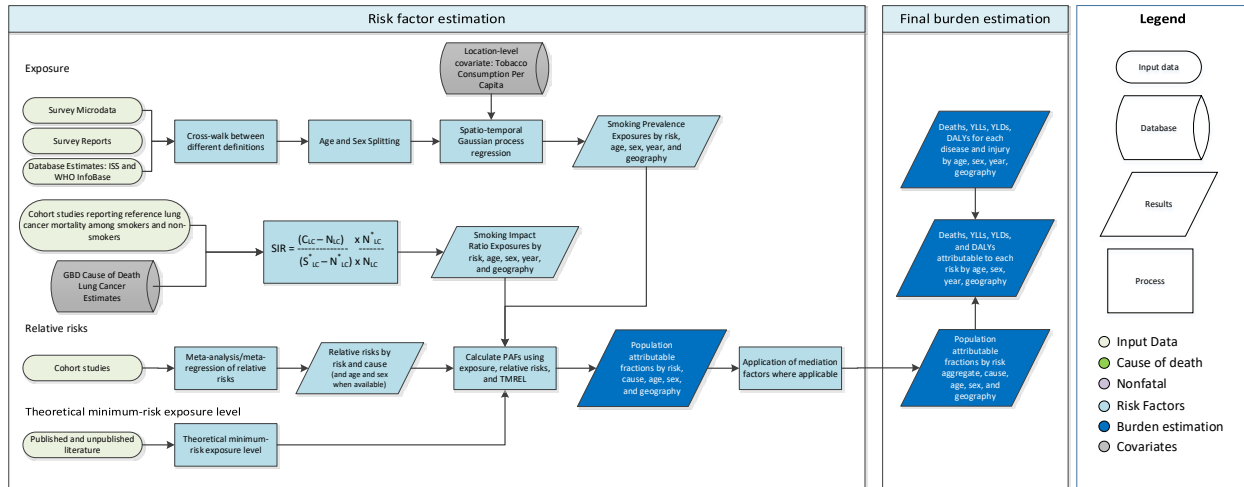 Risk factor estimation
Exposure
Location-level
covariate: Tobacco
Consumption Per
Capita
Survey Microdata
Survey Reports
Database Estimates: ISS and
WHO InfoBase
Cross-walk between
different definitions
Age and Sex Splitting
Spatio-temporal
Gaussian process
regression
Smoking Prevalence
Exposures by risk,
age, sex, year, and
geography
Cohort studies reporting reference lung
cancer mortality among smokers and non-
smokers
GBD Cause of Death
Lung Cancer
Estimates
SIR = (C_LC – N_LC) x N*_LC
--------------- -------
(S*_LC – N*_LC) x N_LC
Smoking Impact
Ratio Exposures by
risk, age, sex, year,
and geography
Relative risks
Cohort studies
Meta-analysis/meta-
regression of relative
risks
Relative risks by
risk and cause
(and age and sex
when available)
Calculate PAFs using
exposure, relative risks,
and TMREL
Population
attributable
fractions by risk,
cause, age, sex,
and geography
Application of mediation
factors where applicable
Theoretical minimum-risk exposure level
Published and unpublished
literature
Theoretical minimum-
risk exposure level
Final burden estimation
Deaths, YLLs, YLDs,
DALYs for each
disease and injury
by age, sex, year,
geography
Deaths, YLLs, YLDs,
and DALYs
attributable to each
risk by age, sex,
year, geography
Population
attributable
fractions by risk
aggregate, cause,
age, sex, and
geography
Legend
Input data
Database
Results
Process
Input Data
Cause of death
Nonfatal
Risk Factors
Burden estimation
Covariates